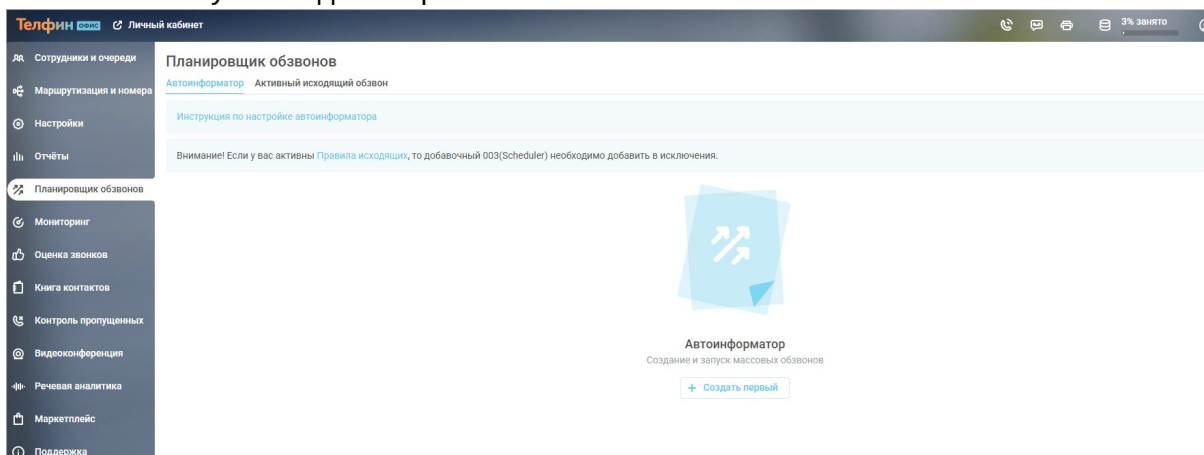 Телфин ОФИС Личный кабинет
3% занято
Сотрудники и очереди
Маршрутизация и номера
Настройки
Отчёты
Планировщик обзвонов
Мониторинг
Оценка звонков
Книга контактов
Контроль пропущенных
Видеоконференция
Речевая аналитика
Маркетплейс
Поддержка
Планировщик обзвонов
Автоинформатор Активный исходящий обзвон
Инструкция по настройке автоинформатора
Внимание! Если у вас активны Правила исходящих, то добавочный 003(Scheduler) необходимо добавить в исключения.
Автоинформатор
Создание и запуск массовых обзвонов
+ Создать первый